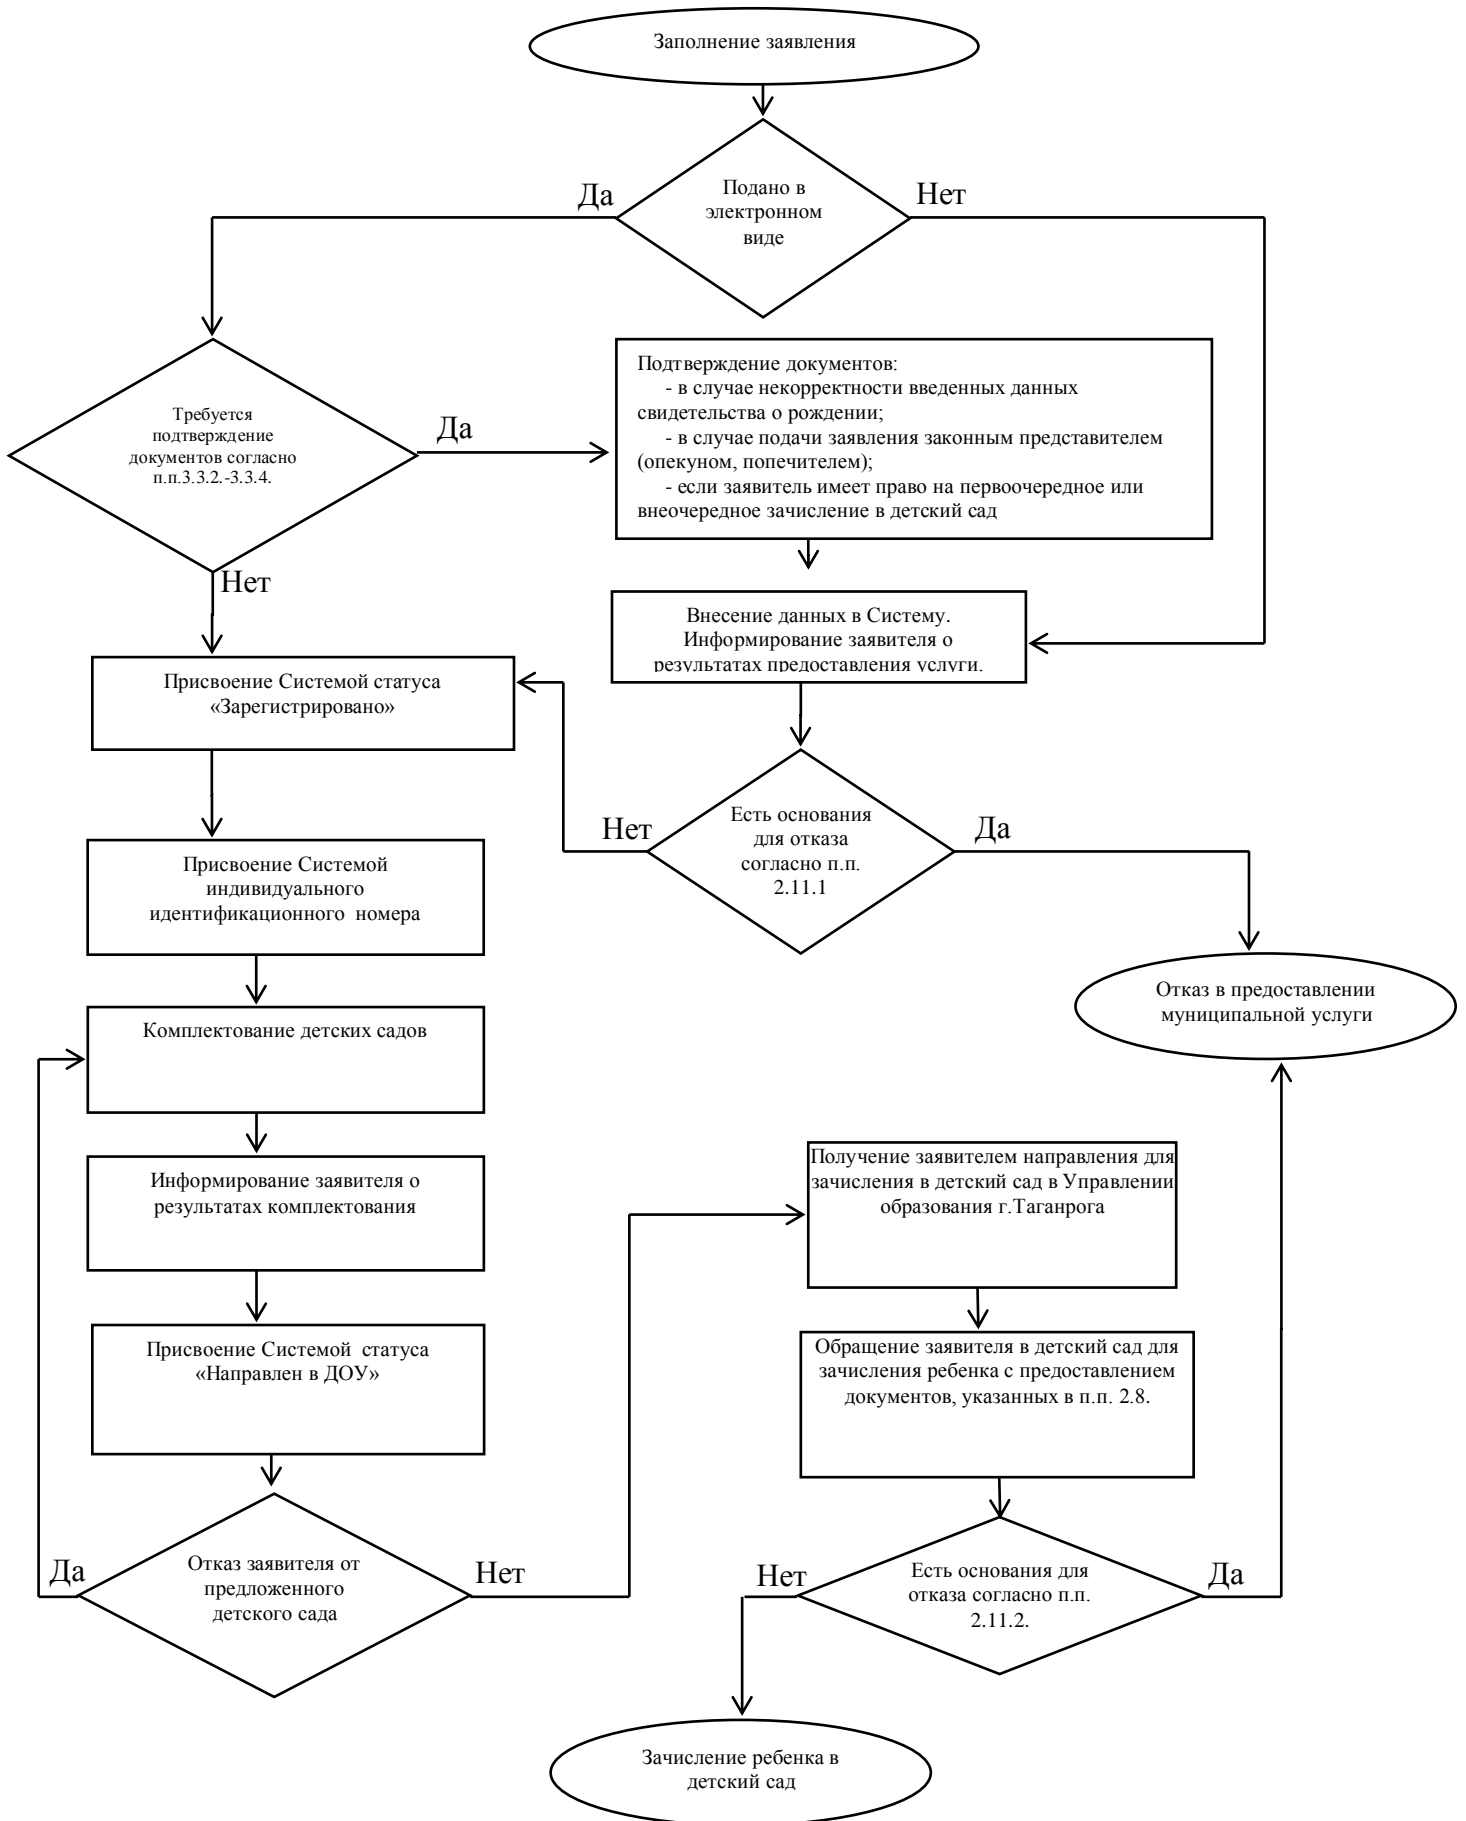 Заполнение заявления
Да
Подано в
электронном
виде
Нет
Требуется
подтверждение
документов согласно
п.п.3.3.2.-3.3.4.
Да
Подтверждение документов:
- в случае некорректности введенных данных
свидетельства о рождении;
- в случае подачи заявления законным представителем
(опекуном, попечителем);
- если заявитель имеет право на первоочередное или
внеочередное зачисление в детский сад
Нет
Внесение данных в Систему.
Информирование заявителя о
результатах предоставления услуги.
Присвоение Системой статуса
«Зарегистрировано»
Нет
Есть основания
для отказа
согласно п.п.
2.11.1
Да
Присвоение Системой
индивидуального
идентификационного номера
Отказ в предоставлении
муниципальной услуги
Комплектование детских садов
Информирование заявителя о
результатах комплектования
Получение заявителем направления для
зачисления в детский сад в Управлении
образования г.Таганрога
Присвоение Системой статуса
«Направлен в ДОУ»
Обращение заявителя в детский сад для
зачисления ребенка с предоставлением
документов, указанных в п.п. 2.8.
Да
Отказ заявителя от
предложенного
детского сада
Нет
Нет
Есть основания для
отказа согласно п.п.
2.11.2.
Да
Зачисление ребенка в
детский сад